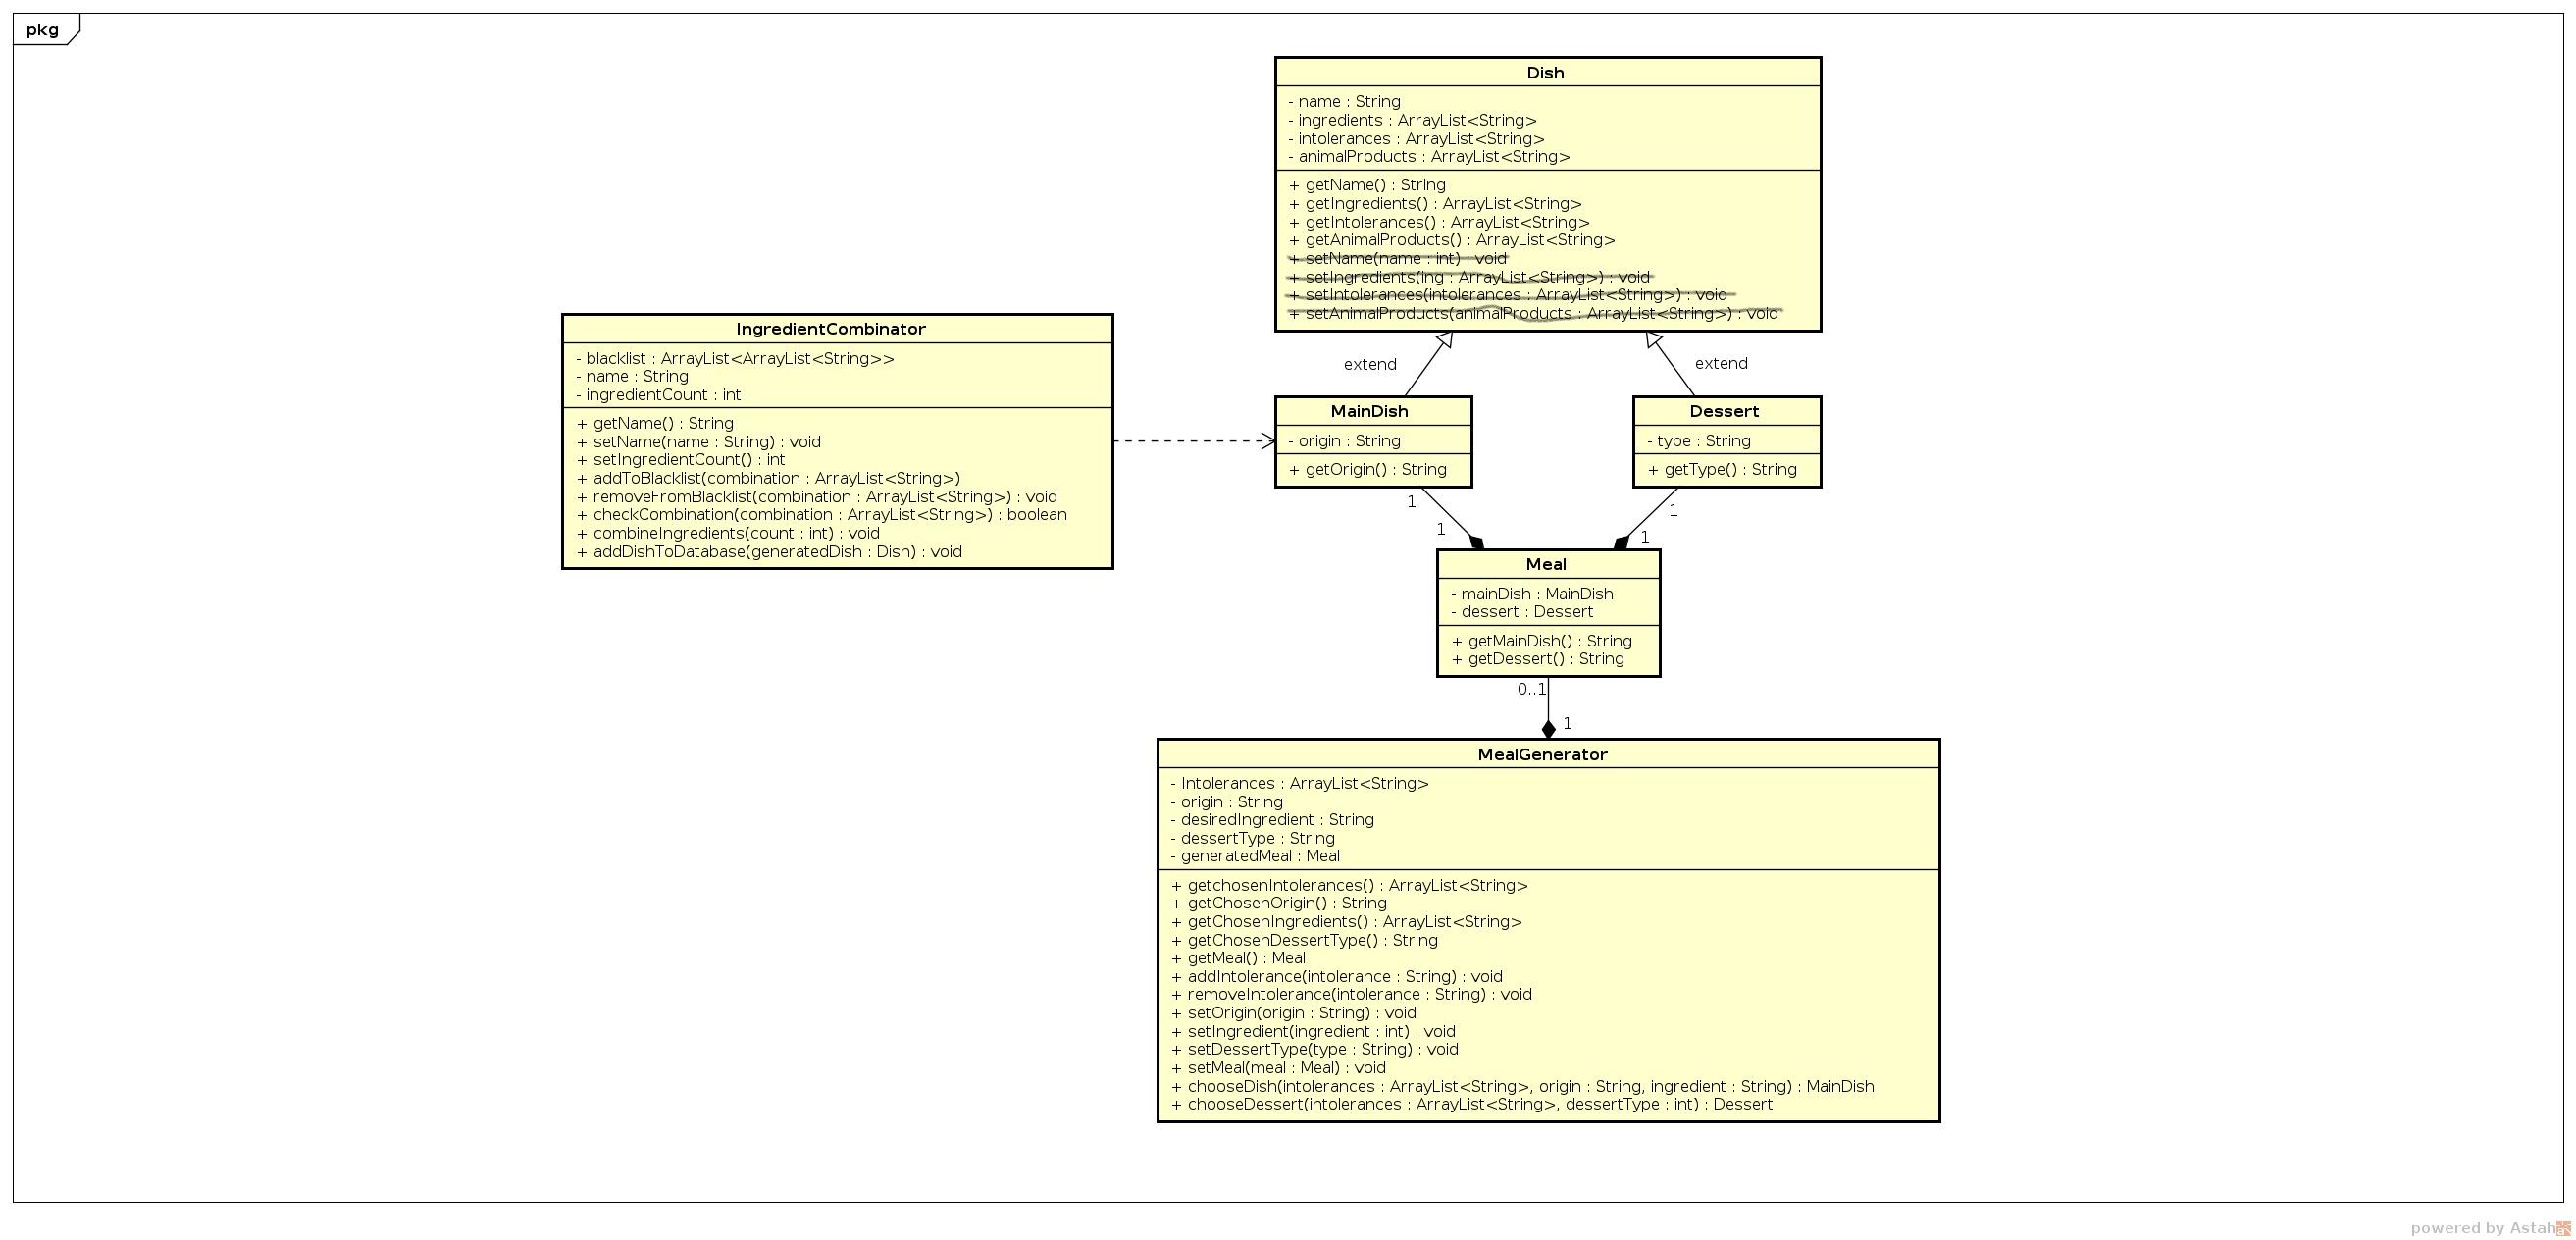 pkg
Dish
- name : String
- ingredients : ArrayList<String>
- intolerances : ArrayList<String>
- animalProducts : ArrayList<String>
+ getName() : String
+ getIngredients() : ArrayList<String>
+ getIntolerances() : ArrayList<String>
+ getAnimalProducts() : ArrayList<String>
+ setName(name : int) : void
+ setIngredients(ing : ArrayList<String>) : void
+ setIntolerances(intolerances : ArrayList<String>) : void
+ setAnimalProducts(animalProducts : ArrayList<String>) : void
extend
extend
IngredientCombinator
- blacklist : ArrayList<ArrayList<String>>
- name : String
- ingredientCount : int
+ getName() : String
+ setName(name : String) : void
+ setIngredientCount() : int
+ addToBlacklist(combination : ArrayList<String>)
+ removeFromBlacklist(combination : ArrayList<String>) : void
+ checkCombination(combination : ArrayList<String>) : boolean
+ combineIngredients(count : int) : void
+ addDishToDatabase(generatedDish : Dish) : void
MainDish
- origin : String
+ getOrigin() : String
Dessert
- type : String
+ getType() : String
1
1
1
1
Meal
- mainDish : MainDish
- dessert : Dessert
+ getMainDish() : String
+ getDessert() : String
0..1
1
MealGenerator
- Intolerances : ArrayList<String>
- origin : String
- desiredIngredient : String
- dessertType : String
- generatedMeal : Meal
+ getchosenIntolerances() : ArrayList<String>
+ getChosenOrigin() : String
+ getChosenIngredients() : ArrayList<String>
+ getChosenDessertType() : String
+ getMeal() : Meal
+ addIntolerance(intolerance : String) : void
+ removeIntolerance(intolerance : String) : void
+ setOrigin(origin : String) : void
+ setIngredient(ingredient : int) : void
+ setDessertType(type : String) : void
+ setMeal(meal : Meal) : void
+ chooseDish(intolerances : ArrayList<String>, origin : String, ingredient : String) : MainDish
+ chooseDessert(intolerances : ArrayList<String>, dessertType : int) : Dessert
powered by Astah